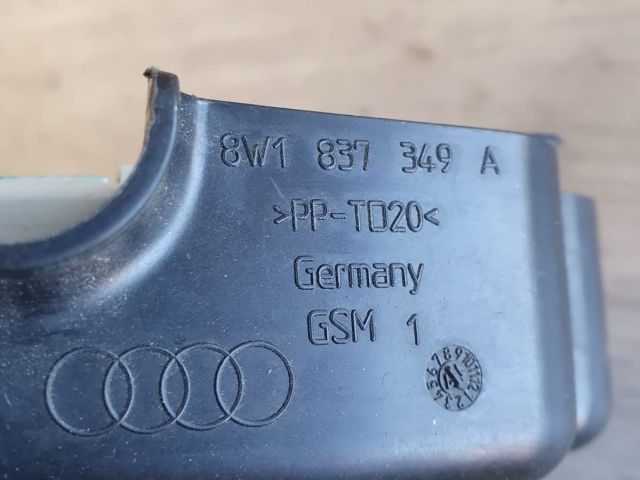 8W1 837 349 A
>PP-TD20<
Germany
GSM 1